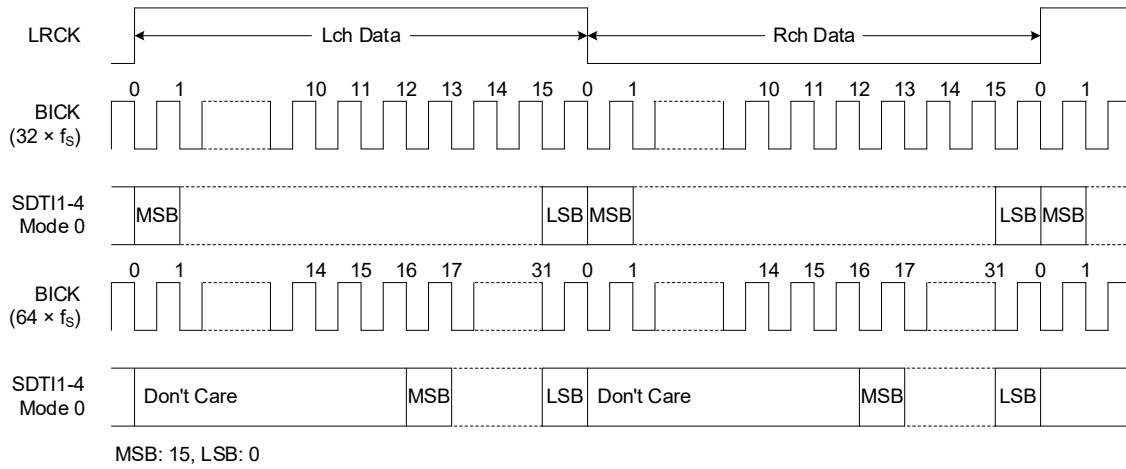 LRCK
Lch Data
Rch Data
0 1 10 11 12 13 14 15 0 1 10 11 12 13 14 15 0 1
BICK
(32 × fS)
SDTI1-4
Mode 0
MSB LSB MSB LSB MSB
0 1 14 15 16 17 31 0 1 14 15 16 17 31 0 1
BICK
(64 × fS)
SDTI1-4
Mode 0
Don't Care MSB LSB Don't Care MSB LSB
MSB: 15, LSB: 0